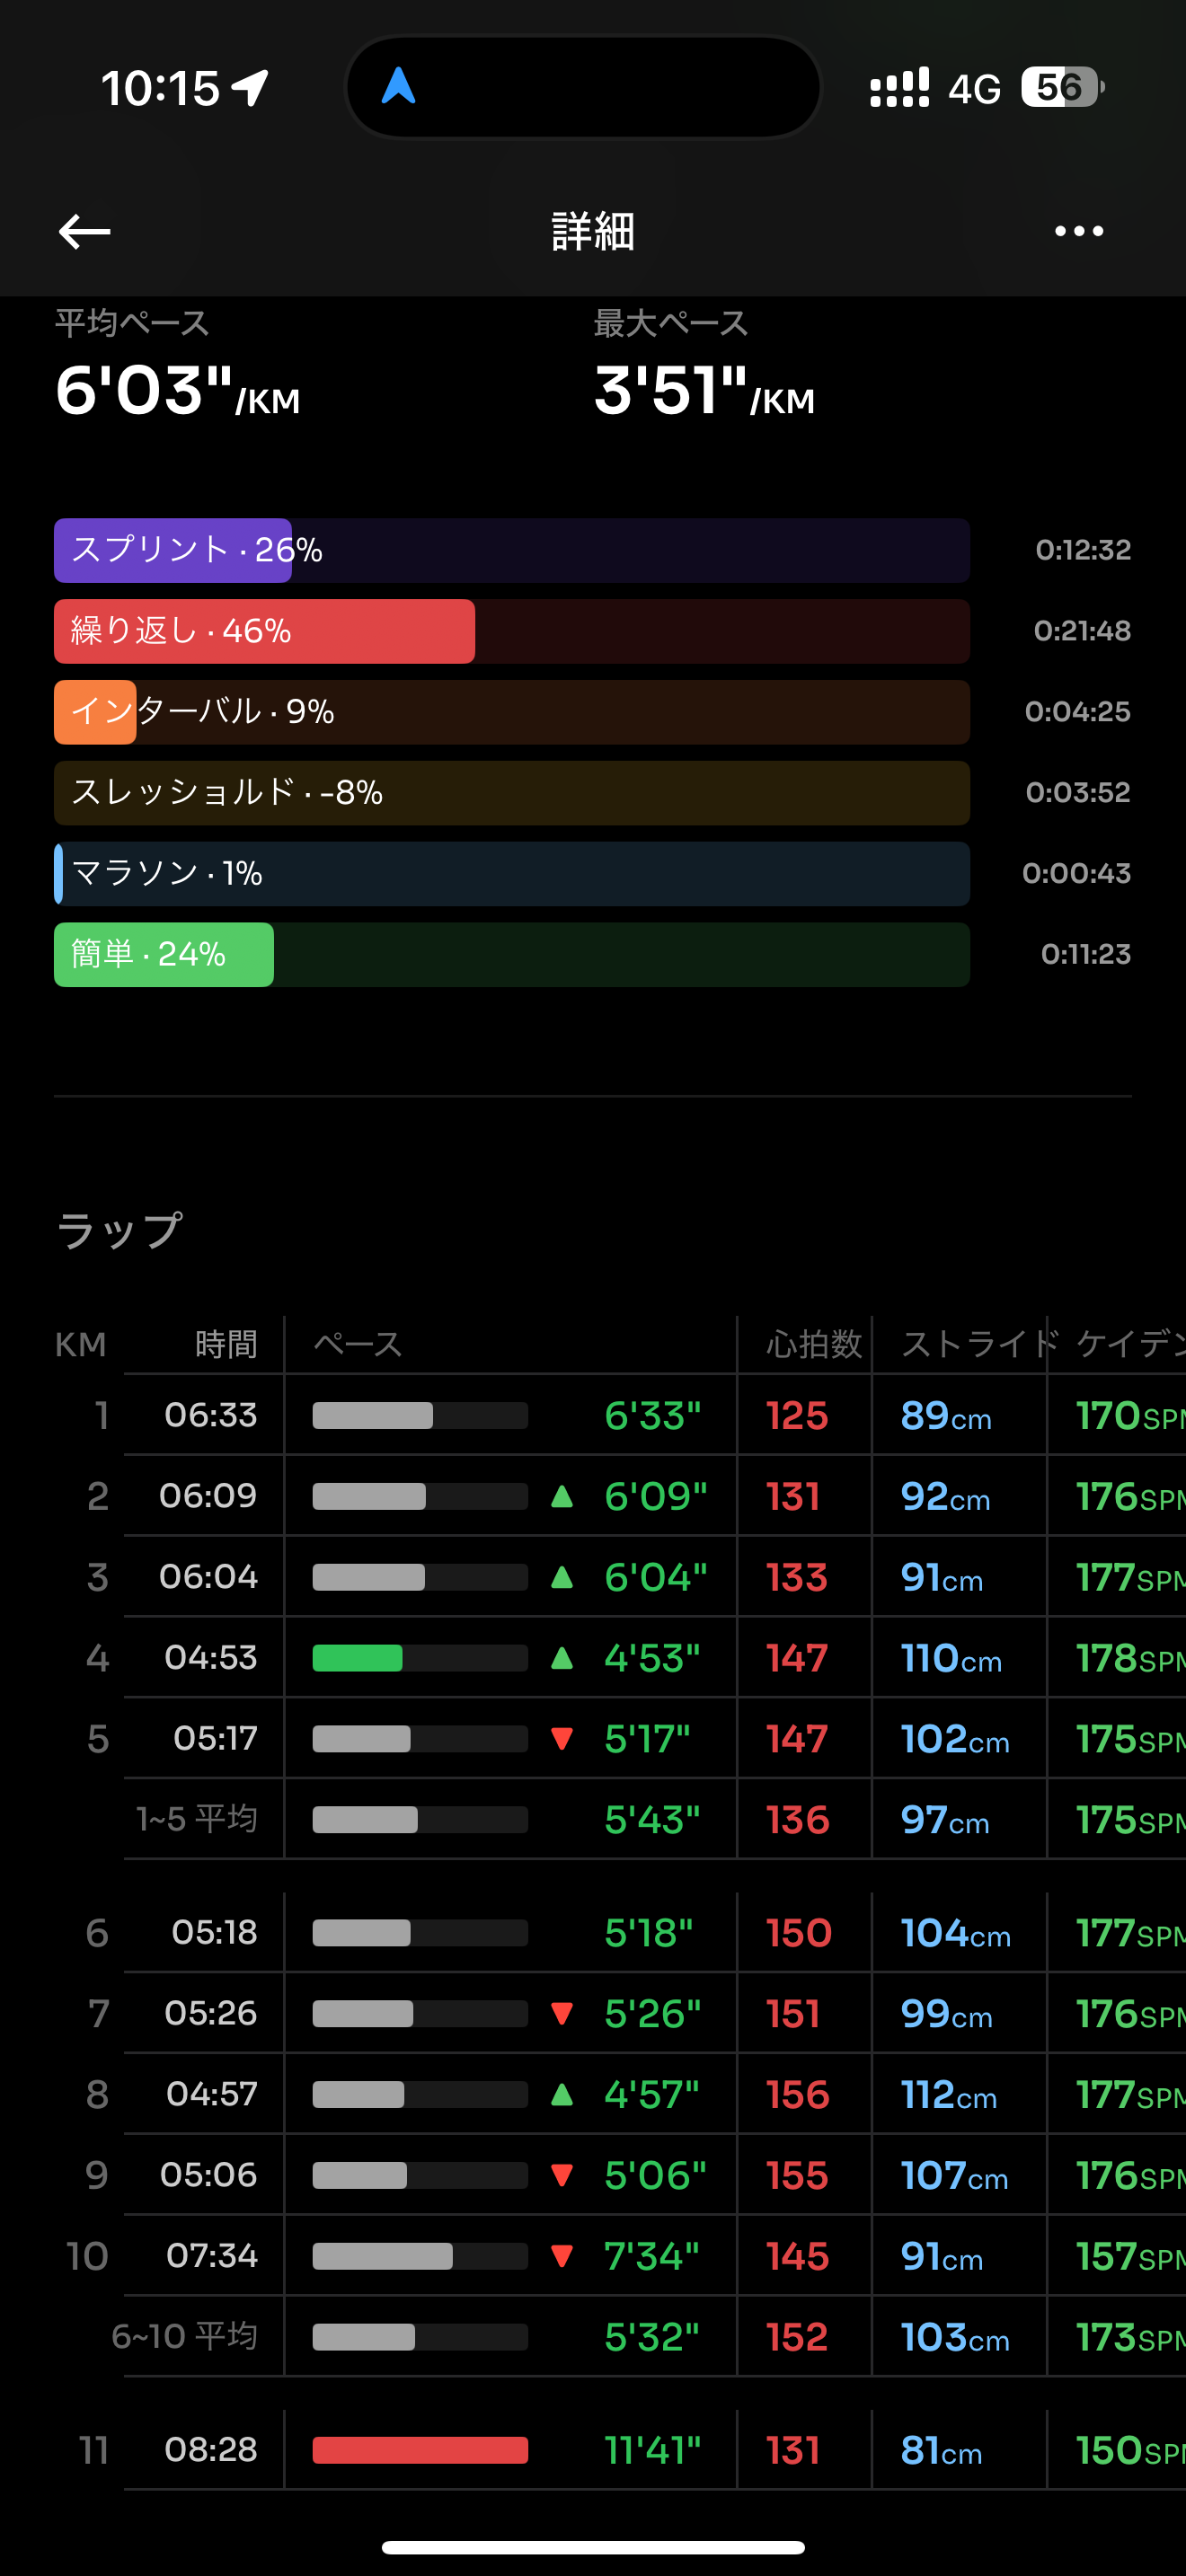 10:15 4G 56
詳細
平均ペース 最大ペース
6'03"/KM 3'51"/KM
スプリント · 26% 0:12:32
繰り返し · 46% 0:21:48
インターバル · 9% 0:04:25
スレッショルド · -8% 0:03:52
マラソン · 1% 0:00:43
簡単 · 24% 0:11:23
ラップ
KM 時間 ペース 心拍数 ストライド ケイデン
1 06:33 6'33" 125 89cm 170SPM
2 06:09 6'09" 131 92cm 176SPM
3 06:04 6'04" 133 91cm 177SPM
4 04:53 4'53" 147 110cm 178SPM
5 05:17 5'17" 147 102cm 175SPM
1~5 平均 5'43" 136 97cm 175SPM
6 05:18 5'18" 150 104cm 177SPM
7 05:26 5'26" 151 99cm 176SPM
8 04:57 4'57" 156 112cm 177SPM
9 05:06 5'06" 155 107cm 176SPM
10 07:34 7'34" 145 91cm 157SPM
6~10 平均 5'32" 152 103cm 173SPM
11 08:28 11'41" 131 81cm 150SPM